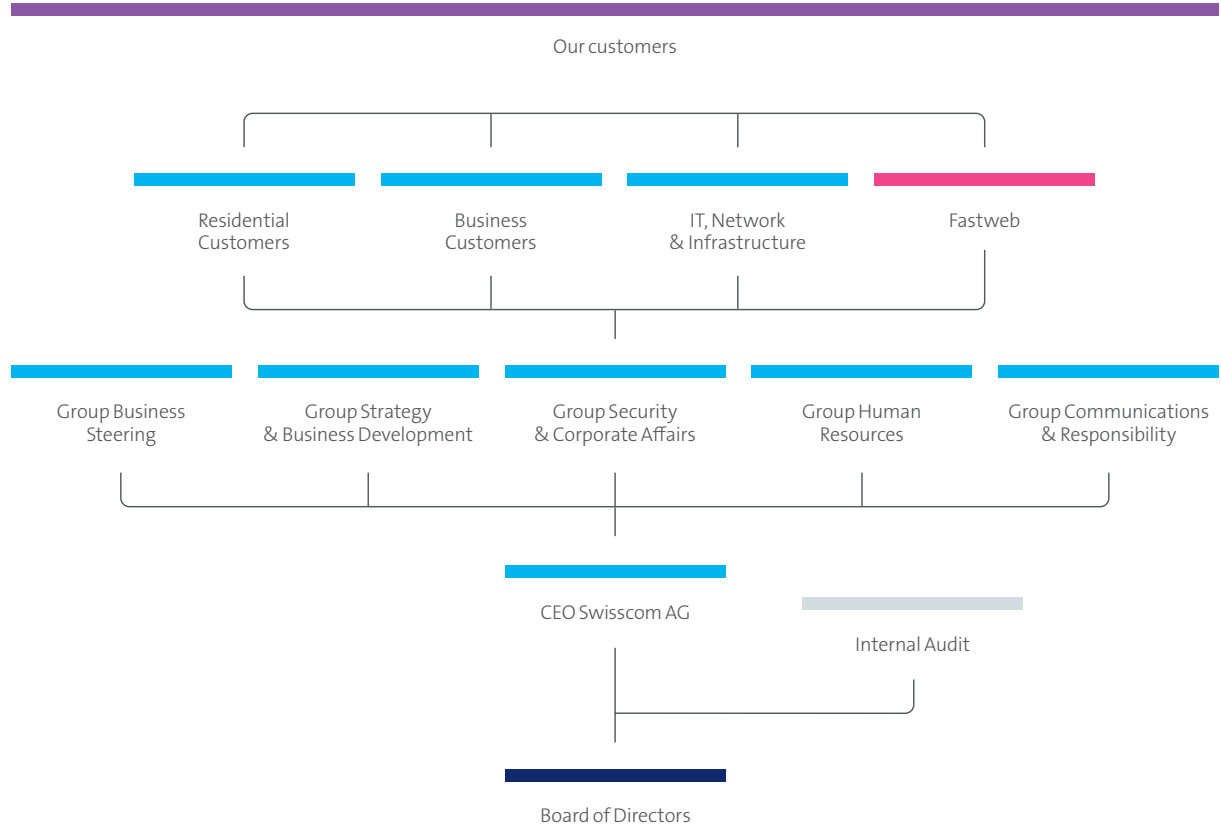 Our customers
Residential
Customers
Business
Customers
IT, Network
& Infrastructure
Fastweb
Group Business
Steering
Group Strategy
& Business Development
Group Security
& Corporate Affairs
Group Human
Resources
Group Communications
& Responsibility
CEO Swisscom AG
Internal Audit
Board of Directors